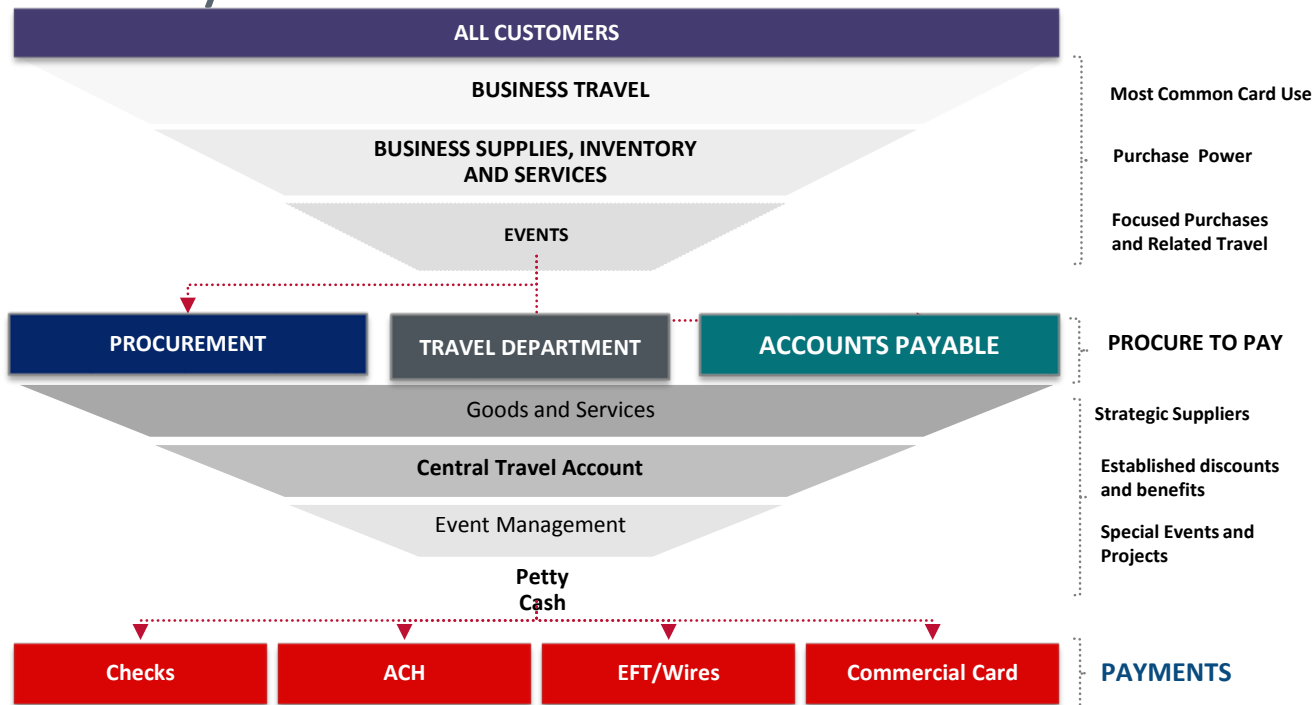 ALL CUSTOMERS
BUSINESS TRAVEL
Most Common Card Use
BUSINESS SUPPLIES, INVENTORY
AND SERVICES
Purchase Power
EVENTS
Focused Purchases
and Related Travel
PROCUREMENT
TRAVEL DEPARTMENT
ACCOUNTS PAYABLE
PROCURE TO PAY
Goods and Services
Strategic Suppliers
Central Travel Account
Established discounts
and benefits
Event Management
Special Events and
Projects
Petty
Cash
Checks
ACH
EFT/Wires
Commercial Card
PAYMENTS